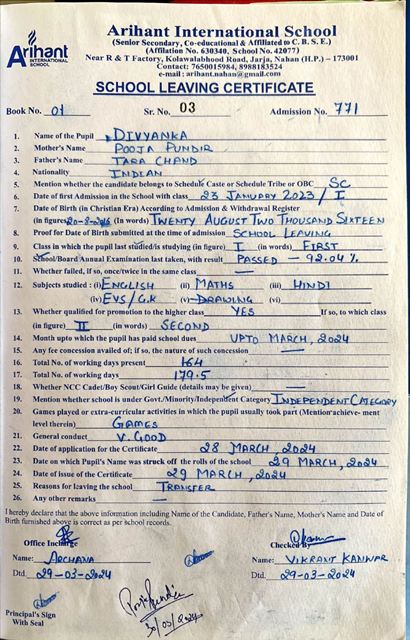 Arihant International School
(Senior Secondary, Co-educational & Affiliated to C. B. S. E.)
(Affiliation No. 630340, School No.42077)
Near R & T Factory, Kolawalabhood Road, Jarja, Nahan (H.P.) – 173001
Contact: 7650015984, 8988183524
e-mail : arihant.nahan@gmail.com
Arihant
INTERNATIONAL
SCHOOL
SCHOOL LEAVING CERTIFICATE
Book No. 01 Sr. No. 03 Admission No. 771
1. Name of the Pupil DIVYANKA
2. Mother's Name POOJA PUNDIR
3. Father's Name TARA CHAND
4. Nationality INDIAN
5. Mention whether the candidate belongs to Schedule Caste or Schedule Tribe or OBC SC
6. Date of first Admission in the School with class 23 JANUARY 2023 / I
7. Date of Birth (in Christian Era) According to Admission & Withdrawal Register
(in figure) 20-8-2016 (In words) TWENTY AUGUST TWO THOUSAND SIXTEEN
8. Proof for Date of Birth submitted at the time of admission SCHOOL LEAVING
9. Class in which the pupil last studied/is studying (in figure) I (in words) FIRST
10. School/Board Annual Examination last taken, with result PASSED – 92.04 %
11. Whether failed, if so, once/twice in the same class —
12. Subjects studied : (i) ENGLISH (ii) MATHS (iii) HINDI
(iv) EVS/G.K (v) DRAWING (vi) —
13. Whether qualified for promotion to the higher class YES If so, to which class
(in figure) II (in words) SECOND
14. Month upto which the pupil has paid school dues UPTO MARCH, 2024
15. Any fee concession availed of; if so, the nature of such concession —
16. Total No. of working days present 164
17. Total No. of working days 179.5
18. Whether NCC Cadet/Boy Scout/Girl Guide (details may be given) —
19. Mention whether school is under Govt./Minority/Independent Category INDEPENDENT CATEGORY
20. Games played or extra-curricular activities in which the pupil usually took part (Mention achieve- ment
level therein) GAMES
21. General conduct V. GOOD
22. Date of application for the Certificate 28 MARCH, 2024
23. Date on which Pupil's Name was struck off the rolls of the school 29 MARCH, 2024
24. Date of issue of the Certificate 29 MARCH, 2024
25. Reasons for leaving the school TRANSFER
26. Any other remarks —
I hereby declare that the above information including Name of the Candidate, Father's Name, Mother's Name and Date of
Birth furnished above is correct as per school records.
Office Incharge Checked By
Name: ARCHANA Name: VIKRANT KANWAR
Dtd. 29-03-2024 Dtd. 29-03-2024
Principal's Sign
With Seal
30/03/2024